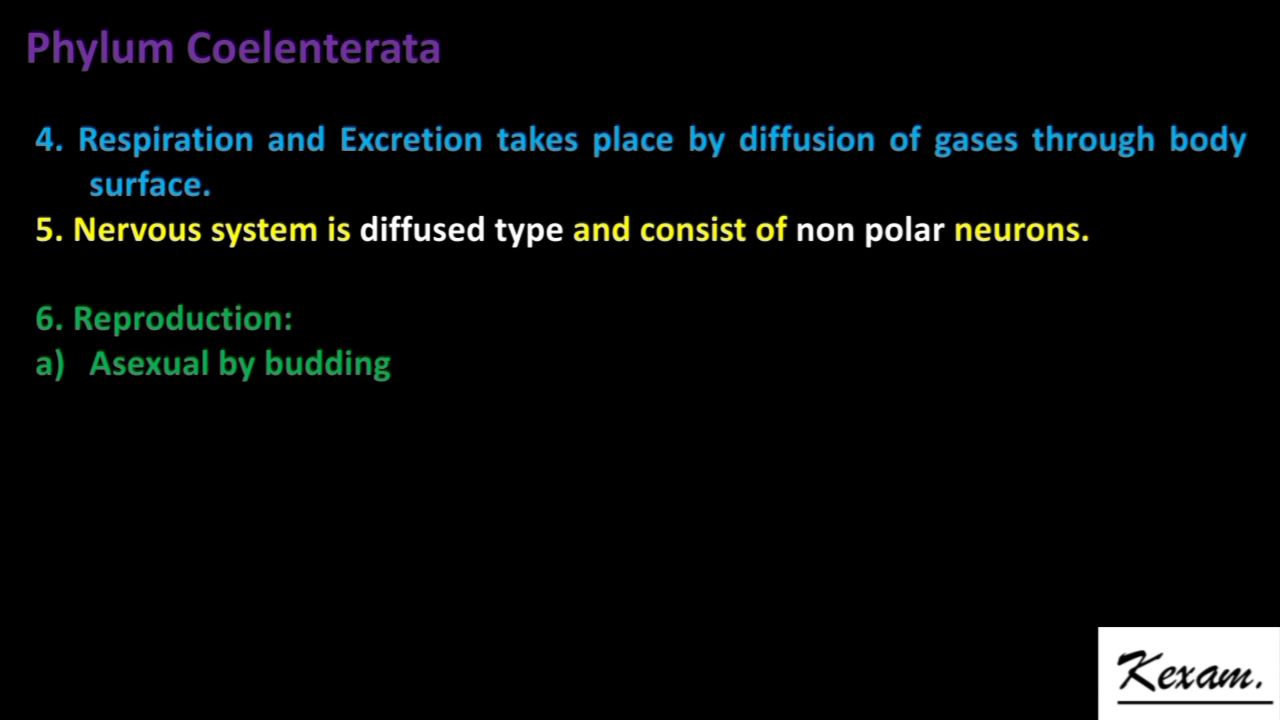 Phylum Coelenterata
4. Respiration and Excretion takes place by diffusion of gases through body
surface.
5. Nervous system is diffused type and consist of non polar neurons.
6. Reproduction:
a) Asexual by budding
Kexam.